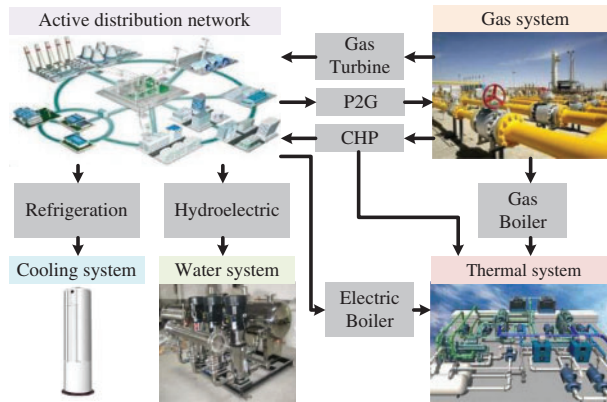 Active distribution network
Gas system
Gas
Turbine
P2G
CHP
Refrigeration
Hydroelectric
Gas
Boiler
Cooling system
Water system
Thermal system
Electric
Boiler